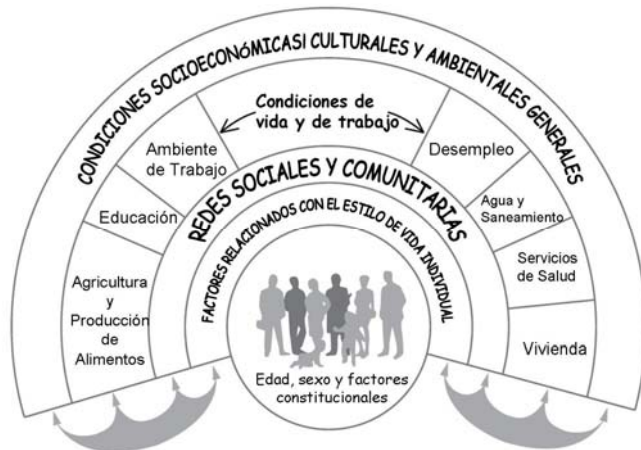 CONDICIONES SOCIOECONÓMICAS| CULTURALES Y AMBIENTALES GENERALES
Condiciones de
vida y de trabajo
Ambiente
de Trabajo
Desempleo
Educación
Agua y
Saneamiento
Agricultura
y
Producción
de
Alimentos
Servicios
de Salud
Vivienda
REDES SOCIALES Y COMUNITARIAS
FACTORES RELACIONADOS CON EL ESTILO DE VIDA INDIVIDUAL
Edad, sexo y factores
constitucionales